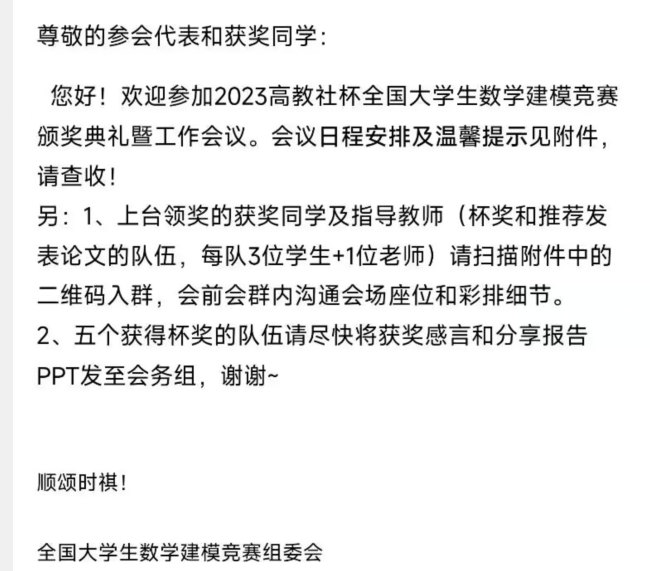 尊敬的参会代表和获奖同学：
您好！欢迎参加2023高教社杯全国大学生数学建模竞赛
颁奖典礼暨工作会议。会议日程安排及温馨提示见附件，
请查收！
另：1、上台领奖的获奖同学及指导教师（杯奖和推荐发
表论文的队伍，每队3位学生+1位老师）请扫描附件中的
二维码入群，会前会群内沟通会场座位和彩排细节。
2、五个获得杯奖的队伍请尽快将获奖感言和分享报告
PPT发至会务组，谢谢~
顺颂时祺！
全国大学生数学建模竞赛组委会